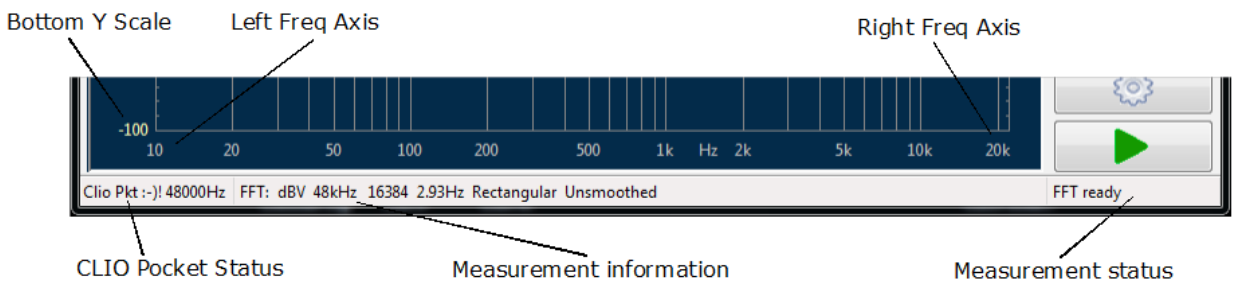 Bottom Y Scale Left Freq Axis Right Freq Axis
-100
10 20 50 100 200 500 1k Hz 2k 5k 10k 20k
Clio Pkt :-)! 48000Hz FFT: dBV 48kHz 16384 2.93Hz Rectangular Unsmoothed FFT ready
CLIO Pocket Status Measurement information Measurement status